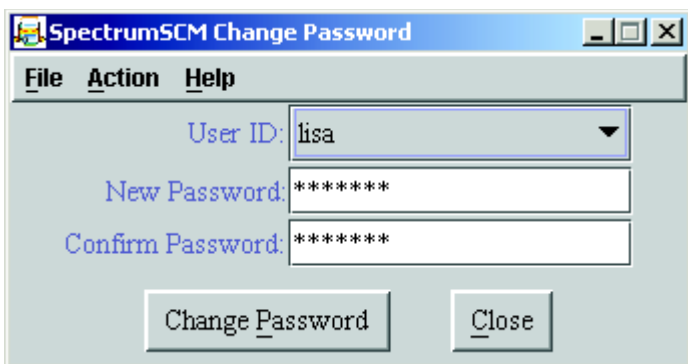 SpectrumSCM Change Password
File Action Help
User ID: lisa
New Password: *******
Confirm Password: *******
Change Password Close